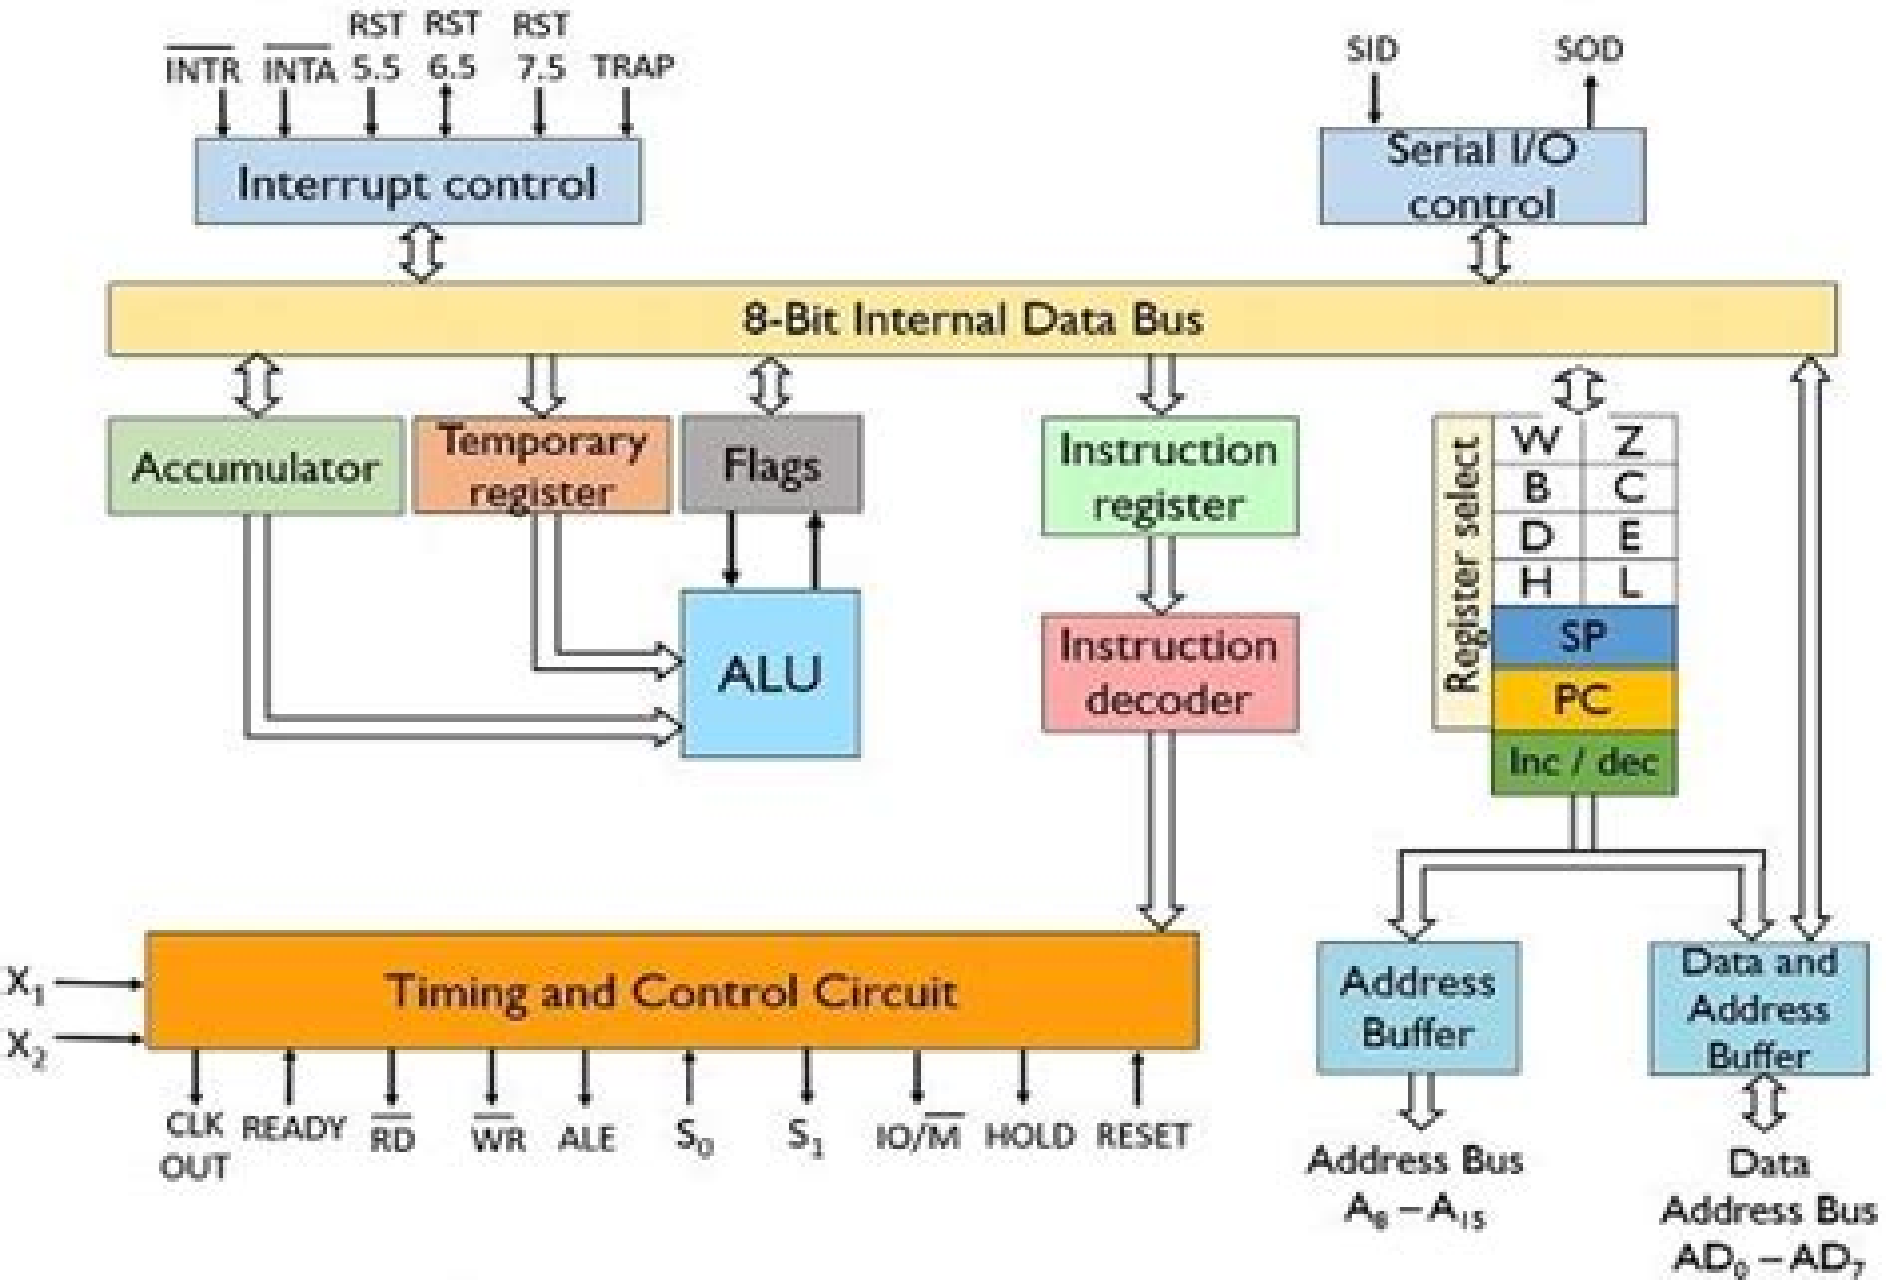 RST RST RST
INTR INTA 5.5 6.5 7.5 TRAP
SID SOD
Interrupt control
Serial I/O
control
8-Bit Internal Data Bus
Accumulator
Temporary
register
Flags
Instruction
register
Register select
W Z
B C
D E
H L
SP
PC
Inc / dec
ALU
Instruction
decoder
X₁
X₂
Timing and Control Circuit
CLK
OUT
READY
RD
WR
ALE
S₀
S₁
IO/M
HOLD
RESET
Address
Buffer
Data and
Address
Buffer
Address Bus
A₈ – A₁₅
Data
Address Bus
AD₀ – AD₇